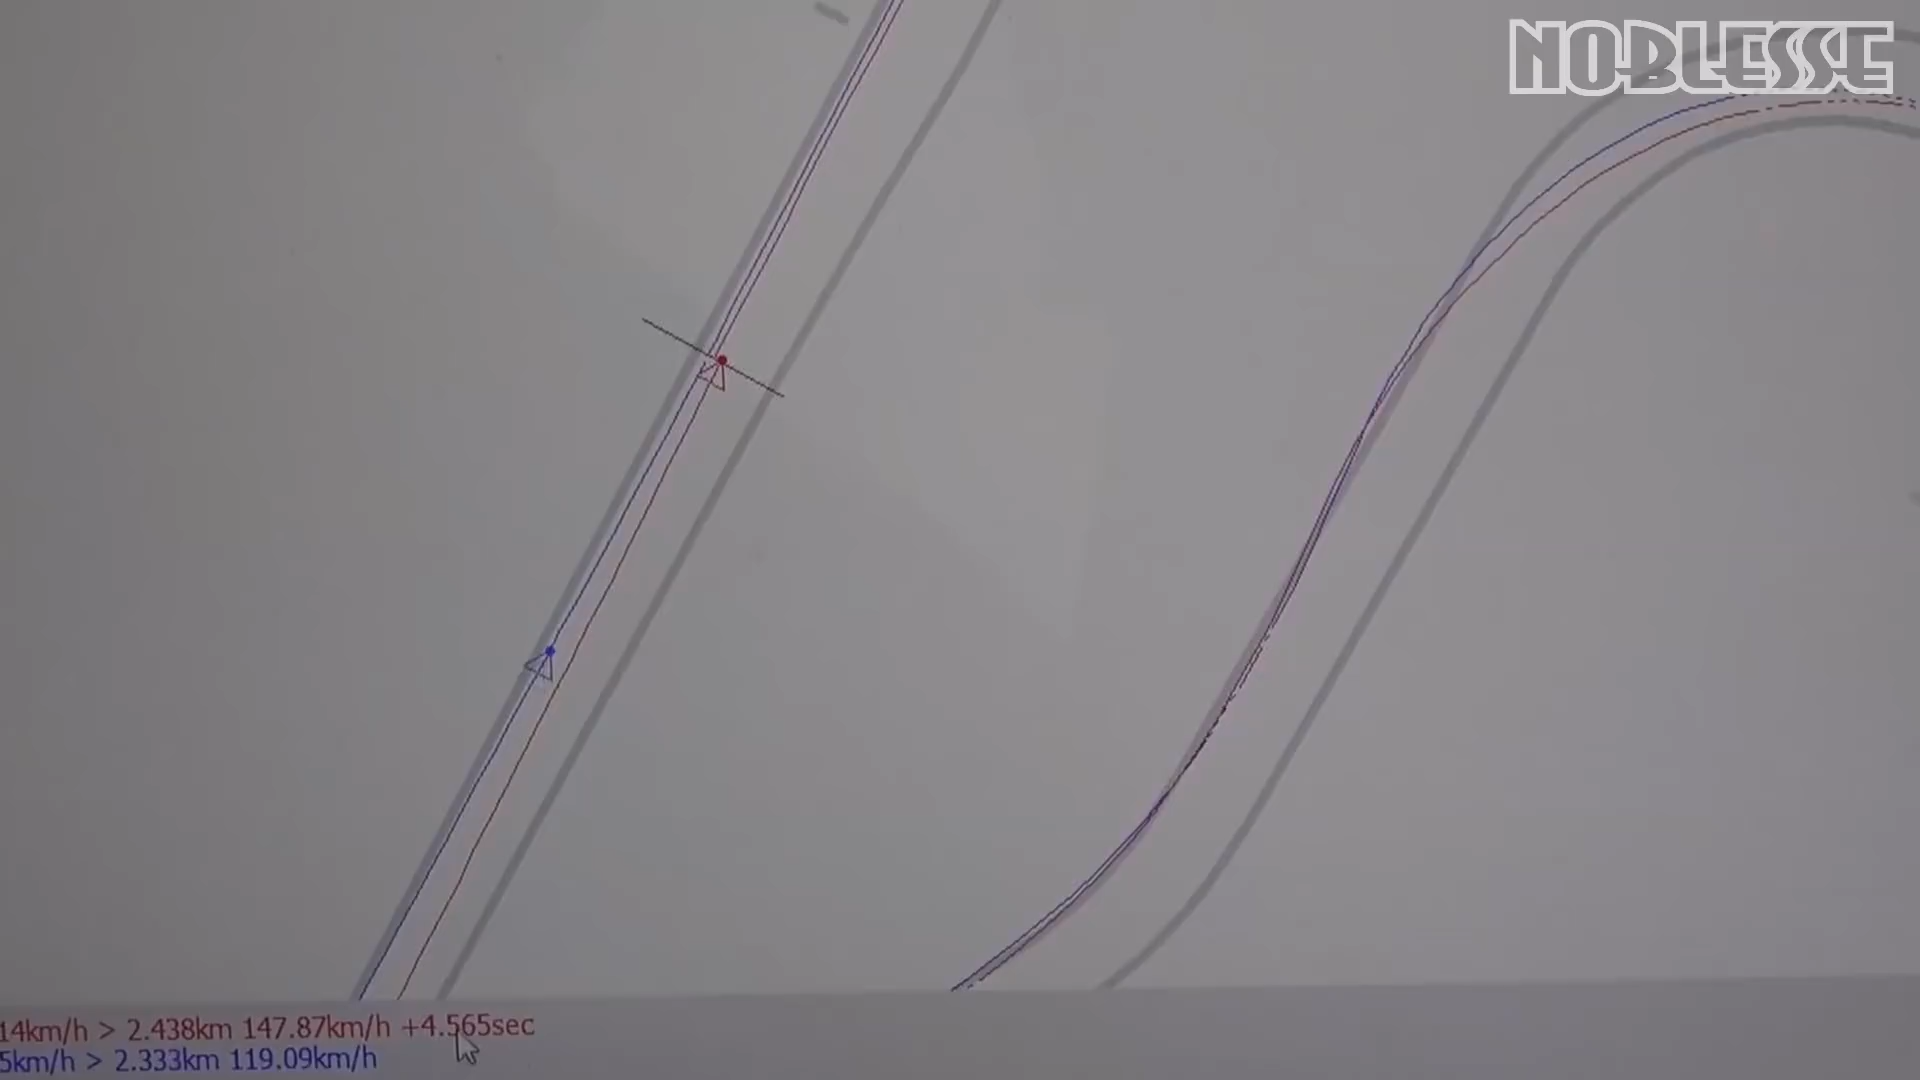 NOBLESSE
14km/h > 2.438km 147.87km/h +4.565sec
5km/h > 2.333km 119.09km/h